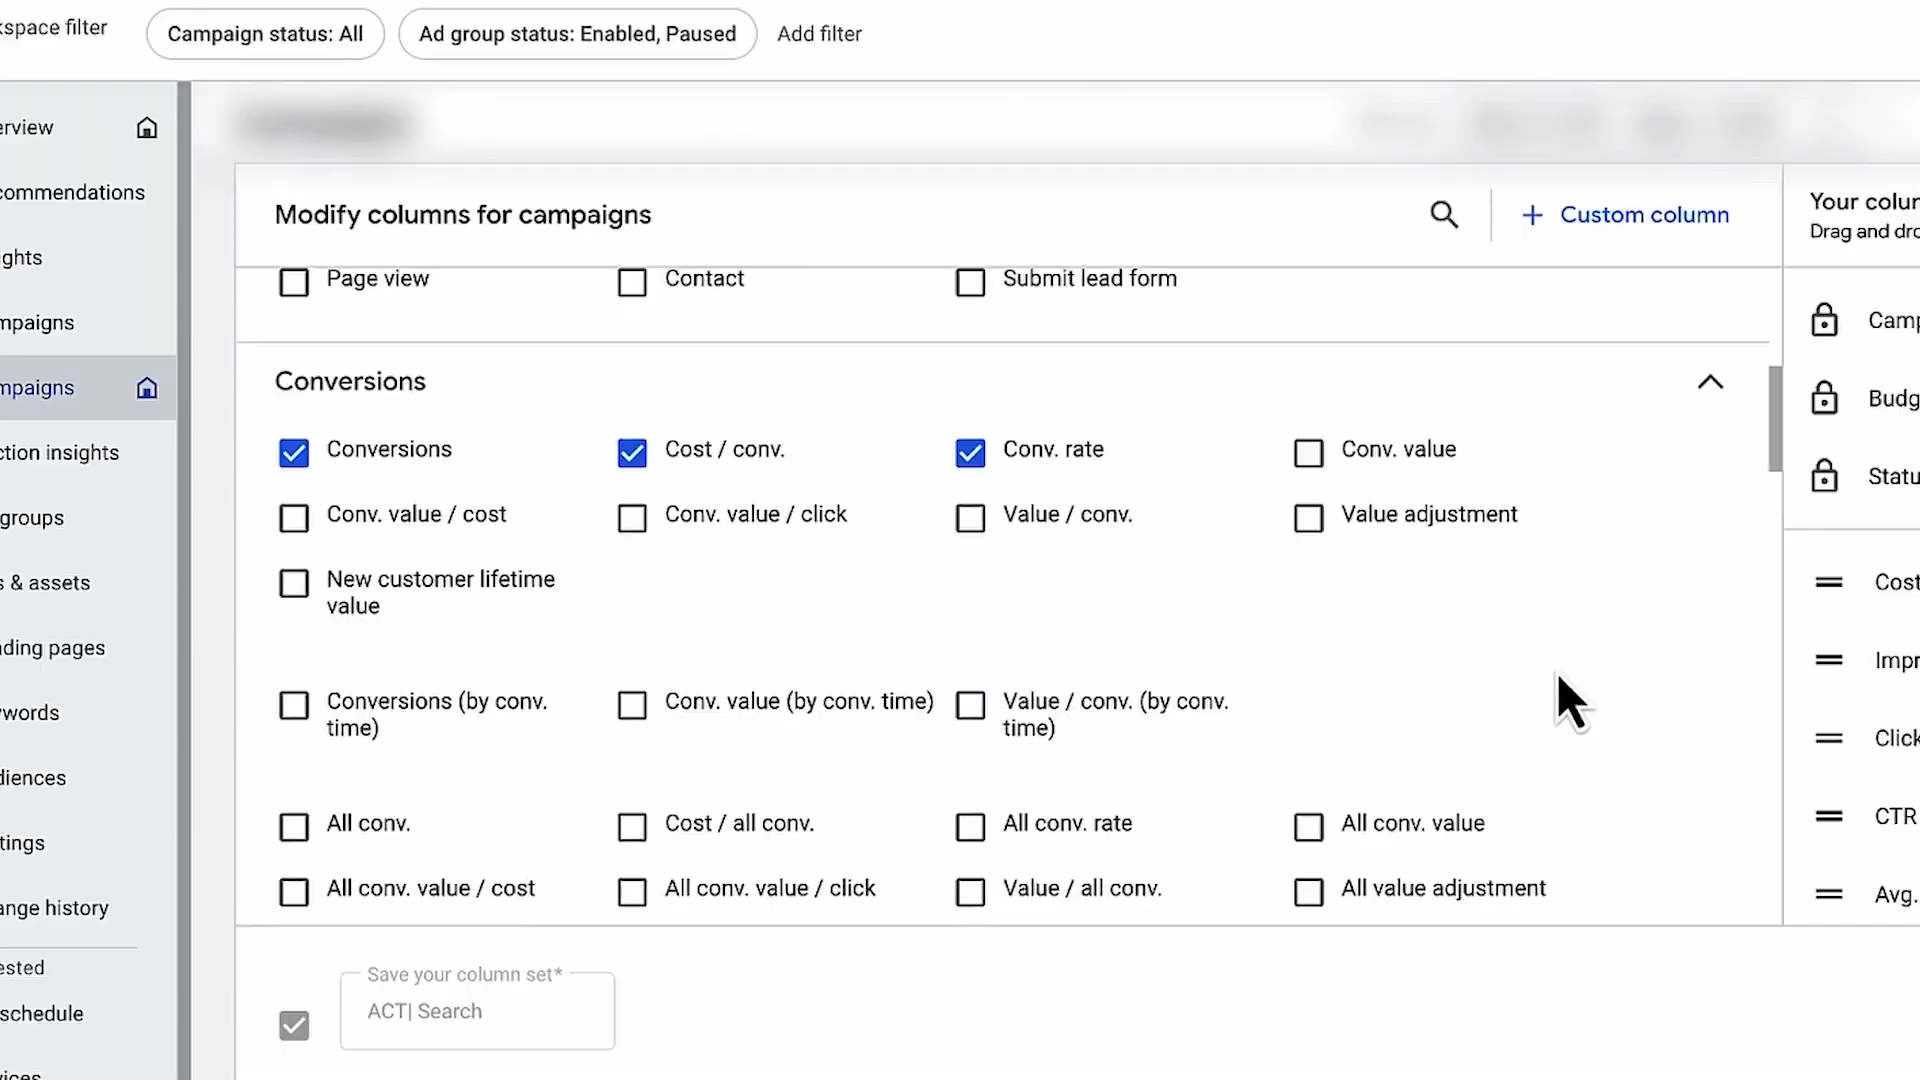 space filter
Campaign status: All
Ad group status: Enabled, Paused
Add filter
erview
commendations
ghts
mpaigns
mpaigns
ction insights
groups
s & assets
ding pages
words
diences
tings
ange history
ested
schedule
vices
Modify columns for campaigns
+ Custom column
Page view
Contact
Submit lead form
Conversions
Conversions
Cost / conv.
Conv. rate
Conv. value
Conv. value / cost
Conv. value / click
Value / conv.
Value adjustment
New customer lifetime
value
Conversions (by conv.
time)
Conv. value (by conv. time)
Value / conv. (by conv.
time)
All conv.
Cost / all conv.
All conv. rate
All conv. value
All conv. value / cost
All conv. value / click
Value / all conv.
All value adjustment
Save your column set*
ACT| Search
Your colu
Drag and dro
Camp
Budg
Statu
Cost
Impr
Click
CTR
Avg.